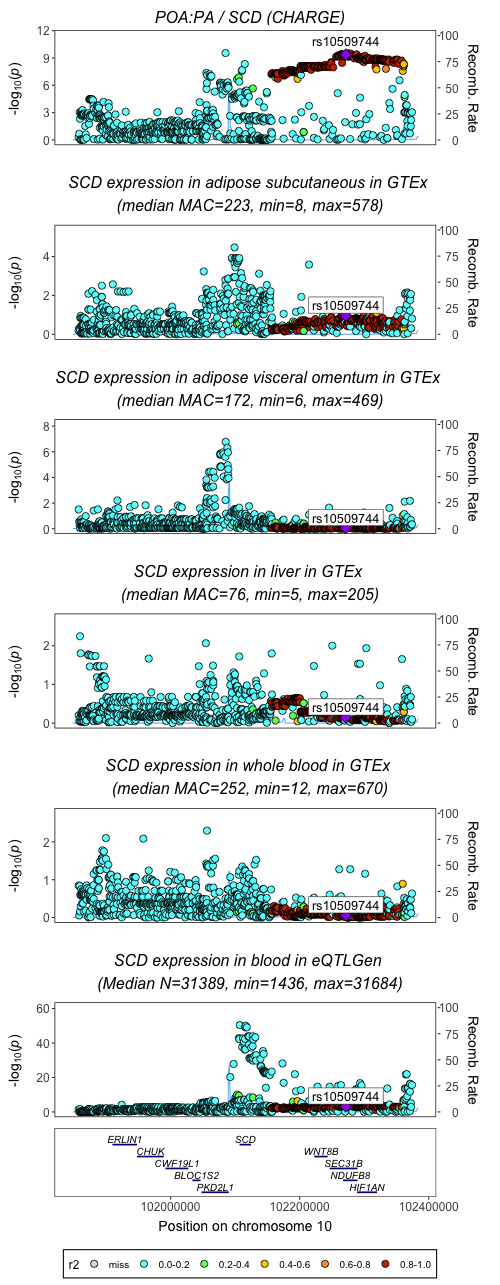 POA:PA / SCD (CHARGE)
12
9
6
3
0
-log10(p)
100
75
50
25
0
Recomb. Rate
rs10509744
SCD expression in adipose subcutaneous in GTEx
(median MAC=223, min=8, max=578)
4
2
0
-log10(p)
100
75
50
25
0
Recomb. Rate
rs10509744
SCD expression in adipose visceral omentum in GTEx
(median MAC=172, min=6, max=469)
8
6
4
2
0
-log10(p)
100
75
50
25
0
Recomb. Rate
rs10509744
SCD expression in liver in GTEx
(median MAC=76, min=5, max=205)
2
1
0
-log10(p)
100
75
50
25
0
Recomb. Rate
rs10509744
SCD expression in whole blood in GTEx
(median MAC=252, min=12, max=670)
2
1
0
-log10(p)
100
75
50
25
0
Recomb. Rate
rs10509744
SCD expression in blood in eQTLGen
(Median N=31389, min=1436, max=31684)
60
40
20
0
-log10(p)
100
75
50
25
0
Recomb. Rate
rs10509744
ERLIN1 SCD
CHUK WNT8B
CWF19L1 SEC31B
BLOC1S2 NDUFB8
PKD2L1 HIF1AN
102000000 102200000 102400000
Position on chromosome 10
r2 miss 0.0-0.2 0.2-0.4 0.4-0.6 0.6-0.8 0.8-1.0